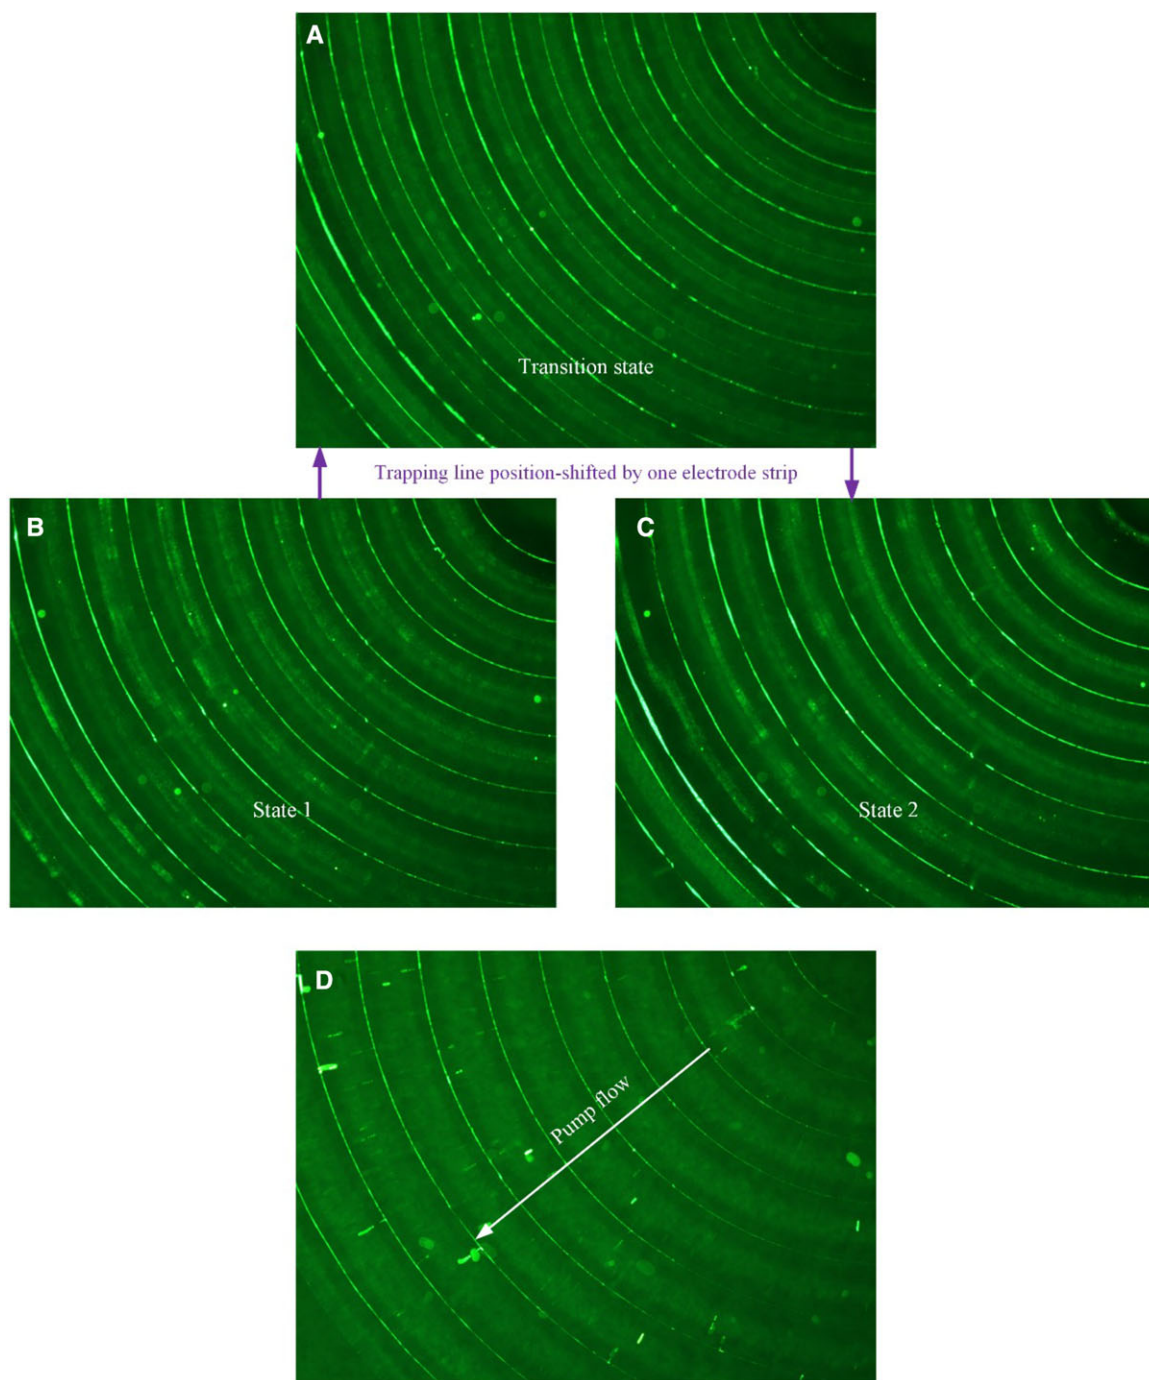 A
Transition state
Trapping line position-shifted by one electrode strip
B
State 1
C
State 2
D
Pump flow